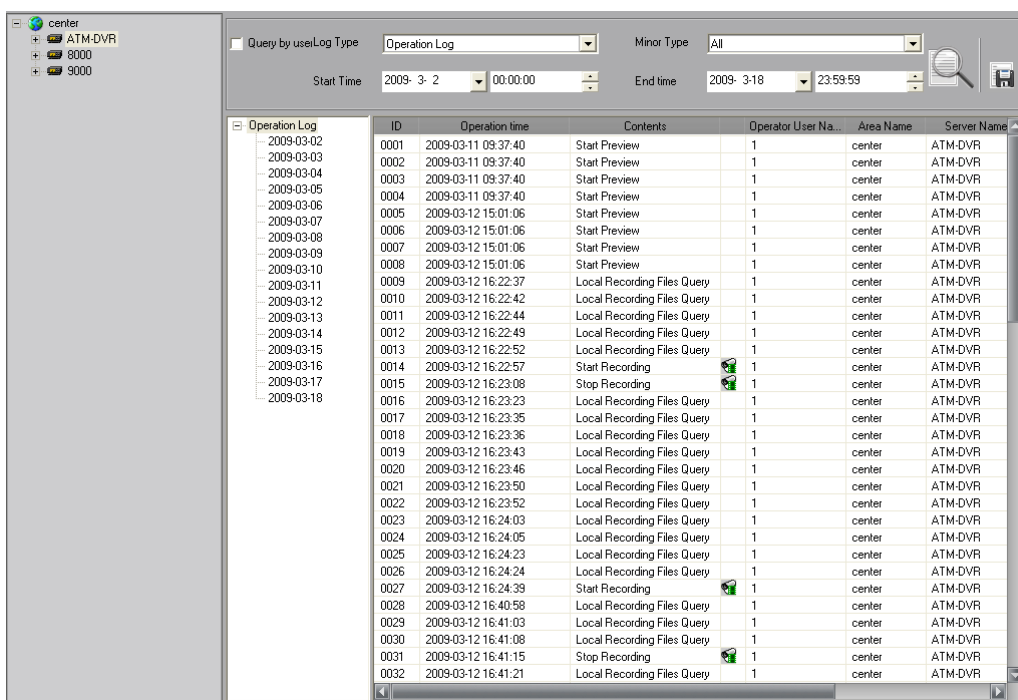 center
ATM-DVR
8000
9000
Query by user Log Type Operation Log Minor Type All
Start Time 2009- 3- 2 00:00:00 End time 2009- 3-18 23:59:59
Operation Log
2009-03-02
2009-03-03
2009-03-04
2009-03-05
2009-03-06
2009-03-07
2009-03-08
2009-03-09
2009-03-10
2009-03-11
2009-03-12
2009-03-13
2009-03-14
2009-03-15
2009-03-16
2009-03-17
2009-03-18
ID Operation time Contents Operator User Na... Area Name Server Name
0001 2009-03-11 09:37:40 Start Preview 1 center ATM-DVR
0002 2009-03-11 09:37:40 Start Preview 1 center ATM-DVR
0003 2009-03-11 09:37:40 Start Preview 1 center ATM-DVR
0004 2009-03-11 09:37:40 Start Preview 1 center ATM-DVR
0005 2009-03-12 15:01:06 Start Preview 1 center ATM-DVR
0006 2009-03-12 15:01:06 Start Preview 1 center ATM-DVR
0007 2009-03-12 15:01:06 Start Preview 1 center ATM-DVR
0008 2009-03-12 15:01:06 Start Preview 1 center ATM-DVR
0009 2009-03-12 16:22:37 Local Recording Files Query 1 center ATM-DVR
0010 2009-03-12 16:22:42 Local Recording Files Query 1 center ATM-DVR
0011 2009-03-12 16:22:44 Local Recording Files Query 1 center ATM-DVR
0012 2009-03-12 16:22:49 Local Recording Files Query 1 center ATM-DVR
0013 2009-03-12 16:22:52 Local Recording Files Query 1 center ATM-DVR
0014 2009-03-12 16:22:57 Start Recording 1 center ATM-DVR
0015 2009-03-12 16:23:08 Stop Recording 1 center ATM-DVR
0016 2009-03-12 16:23:23 Local Recording Files Query 1 center ATM-DVR
0017 2009-03-12 16:23:35 Local Recording Files Query 1 center ATM-DVR
0018 2009-03-12 16:23:36 Local Recording Files Query 1 center ATM-DVR
0019 2009-03-12 16:23:43 Local Recording Files Query 1 center ATM-DVR
0020 2009-03-12 16:23:46 Local Recording Files Query 1 center ATM-DVR
0021 2009-03-12 16:23:50 Local Recording Files Query 1 center ATM-DVR
0022 2009-03-12 16:23:52 Local Recording Files Query 1 center ATM-DVR
0023 2009-03-12 16:24:03 Local Recording Files Query 1 center ATM-DVR
0024 2009-03-12 16:24:05 Local Recording Files Query 1 center ATM-DVR
0025 2009-03-12 16:24:23 Local Recording Files Query 1 center ATM-DVR
0026 2009-03-12 16:24:24 Local Recording Files Query 1 center ATM-DVR
0027 2009-03-12 16:24:39 Start Recording 1 center ATM-DVR
0028 2009-03-12 16:40:58 Local Recording Files Query 1 center ATM-DVR
0029 2009-03-12 16:41:03 Local Recording Files Query 1 center ATM-DVR
0030 2009-03-12 16:41:08 Local Recording Files Query 1 center ATM-DVR
0031 2009-03-12 16:41:15 Stop Recording 1 center ATM-DVR
0032 2009-03-12 16:41:21 Local Recording Files Query 1 center ATM-DVR